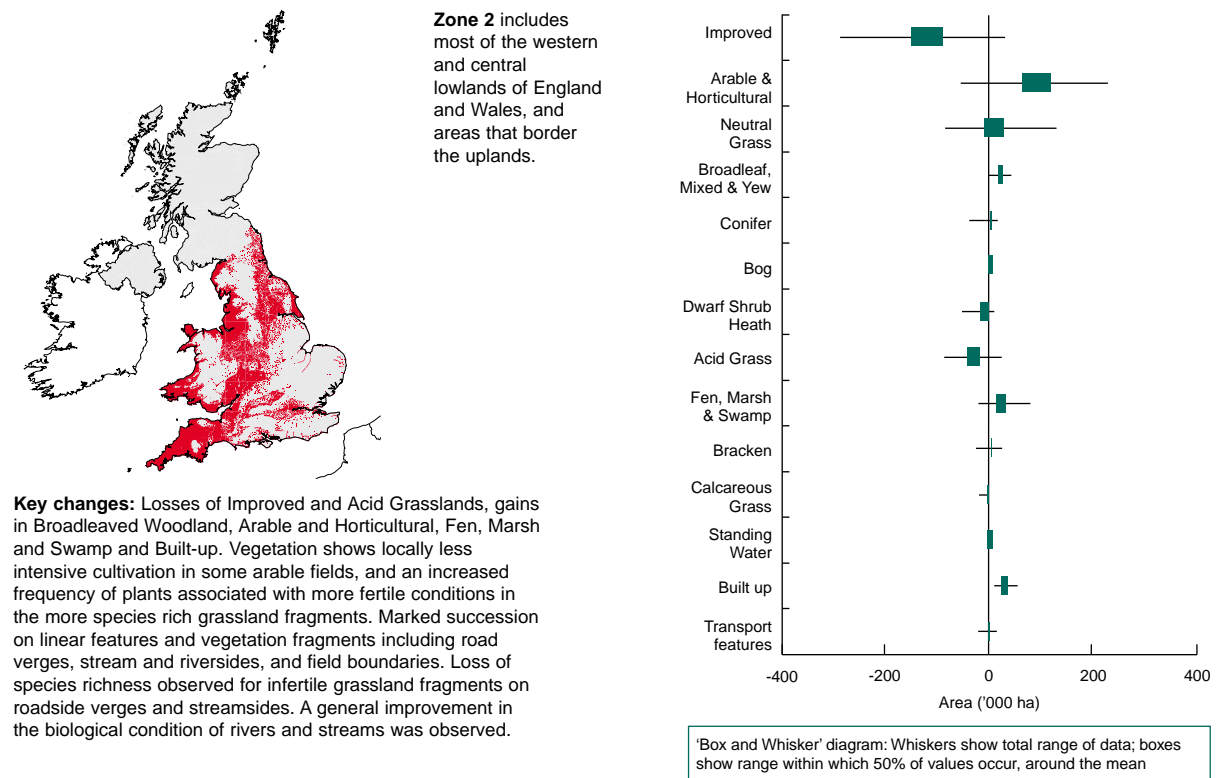 Zone 2 includes
most of the western
and central
lowlands of England
and Wales, and
areas that border
the uplands.
Key changes: Losses of Improved and Acid Grasslands, gains
in Broadleaved Woodland, Arable and Horticultural, Fen, Marsh
and Swamp and Built-up. Vegetation shows locally less
intensive cultivation in some arable fields, and an increased
frequency of plants associated with more fertile conditions in
the more species rich grassland fragments. Marked succession
on linear features and vegetation fragments including road
verges, stream and riversides, and field boundaries. Loss of
species richness observed for infertile grassland fragments on
roadside verges and streamsides. A general improvement in
the biological condition of rivers and streams was observed.
Improved
Arable &
Horticultural
Neutral
Grass
Broadleaf,
Mixed & Yew
Conifer
Bog
Dwarf Shrub
Heath
Acid Grass
Fen, Marsh
& Swamp
Bracken
Calcareous
Grass
Standing
Water
Built up
Transport
features
-400 -200 0 200 400
Area ('000 ha)
'Box and Whisker' diagram: Whiskers show total range of data; boxes
show range within which 50% of values occur, around the mean